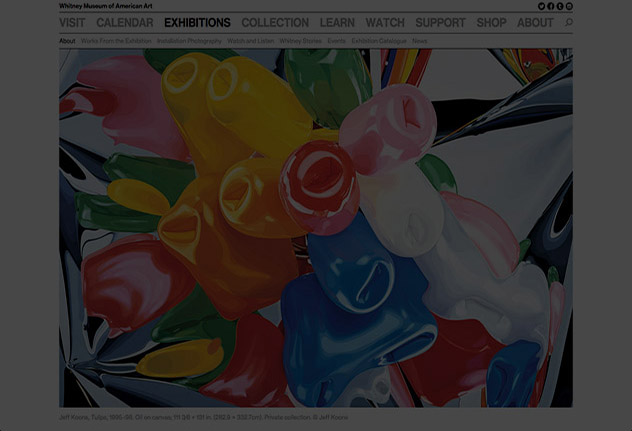 Whitney Museum of American Art
VISIT CALENDAR EXHIBITIONS COLLECTION LEARN WATCH SUPPORT SHOP ABOUT
About Works From the Exhibition Installation Photography Watch and Listen Whitney Stories Events Exhibition Catalogue News
Jeff Koons, Tulips, 1995–98. Oil on canvas; 111 3/8 × 131 in. (282.9 × 332.7cm). Private collection. © Jeff Koons